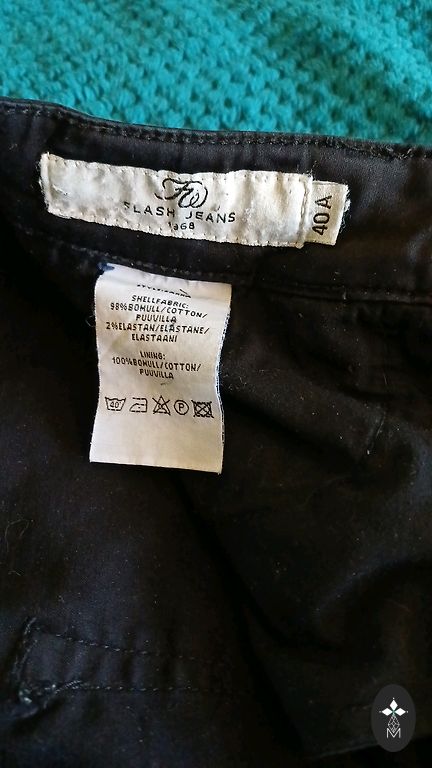 FW
FLASH JEANS
1968
40 A
SHELLFABRIC:
98%BOMULL/COTTON/
PUUVILLA
2%ELASTAN/ELASTANE/
ELASTAANI
LINING:
100%BOMULL/COTTON/
PUUVILLA
40 P
M